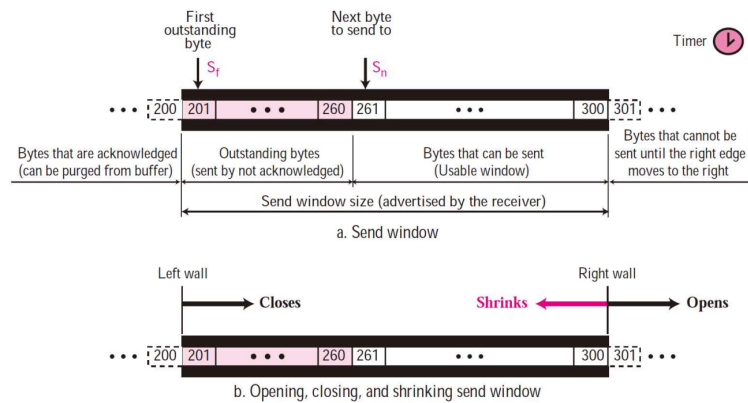 First
outstanding
byte
Next byte
to send to
Timer
Sf
Sn
• • • 200 201 • • • 260 261 • • • 300 301 • • •
Bytes that are acknowledged
(can be purged from buffer)
Outstanding bytes
(sent by not acknowledged)
Bytes that can be sent
(Usable window)
Bytes that cannot be
sent until the right edge
moves to the right
Send window size (advertised by the receiver)
a. Send window
Left wall
Right wall
Closes
Shrinks
Opens
• • • 200 201 • • • 260 261 • • • 300 301 • • •
b. Opening, closing, and shrinking send window